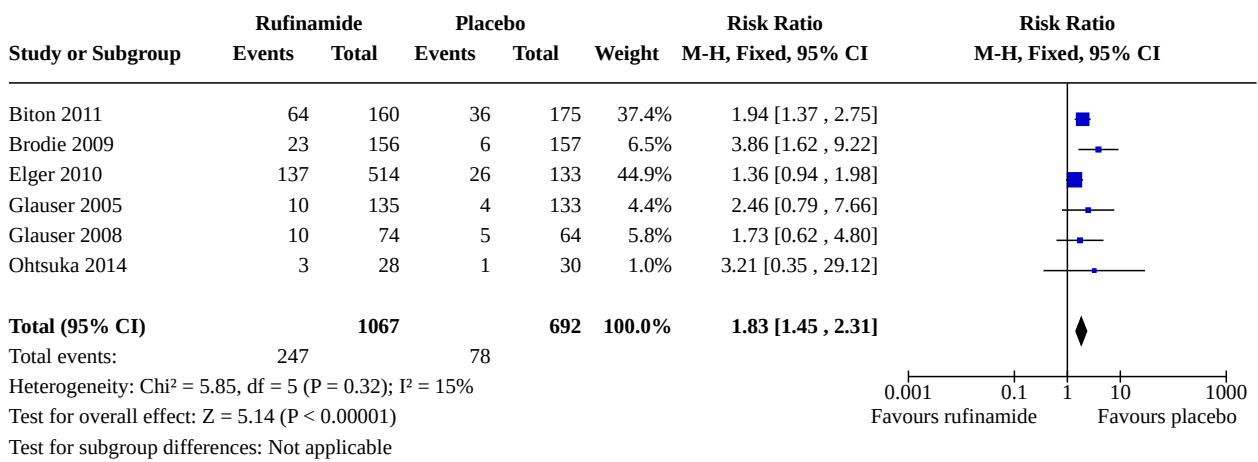 Rufinamide Placebo Risk Ratio Risk Ratio
Study or Subgroup Events Total Events Total Weight M-H, Fixed, 95% CI M-H, Fixed, 95% CI
Biton 2011 64 160 36 175 37.4% 1.94 [1.37 , 2.75]
Brodie 2009 23 156 6 157 6.5% 3.86 [1.62 , 9.22]
Elger 2010 137 514 26 133 44.9% 1.36 [0.94 , 1.98]
Glauser 2005 10 135 4 133 4.4% 2.46 [0.79 , 7.66]
Glauser 2008 10 74 5 64 5.8% 1.73 [0.62 , 4.80]
Ohtsuka 2014 3 28 1 30 1.0% 3.21 [0.35 , 29.12]
Total (95% CI) 1067 692 100.0% 1.83 [1.45 , 2.31]
Total events: 247 78
Heterogeneity: Chi² = 5.85, df = 5 (P = 0.32); I² = 15%
0.001 0.1 1 10 1000
Test for overall effect: Z = 5.14 (P < 0.00001)
Favours rufinamide Favours placebo
Test for subgroup differences: Not applicable